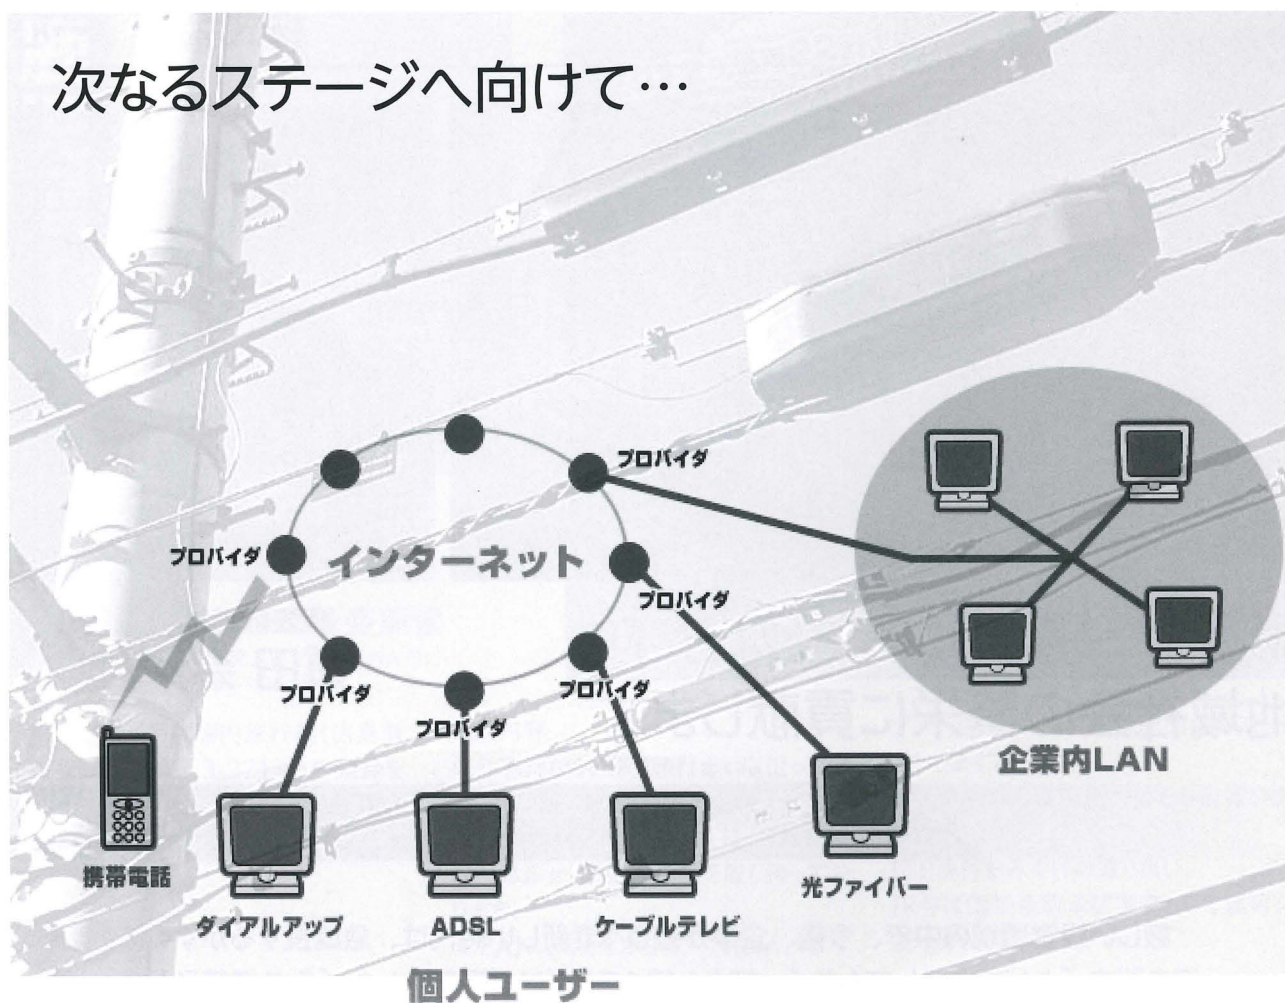 次なるステージへ向けて…
プロバイダ
プロバイダ
インターネット
プロバイダ
プロバイダ
プロバイダ
プロバイダ
企業内LAN
携帯電話
光ファイバー
ダイアルアップ
ADSL
ケーブルテレビ
個人ユーザー